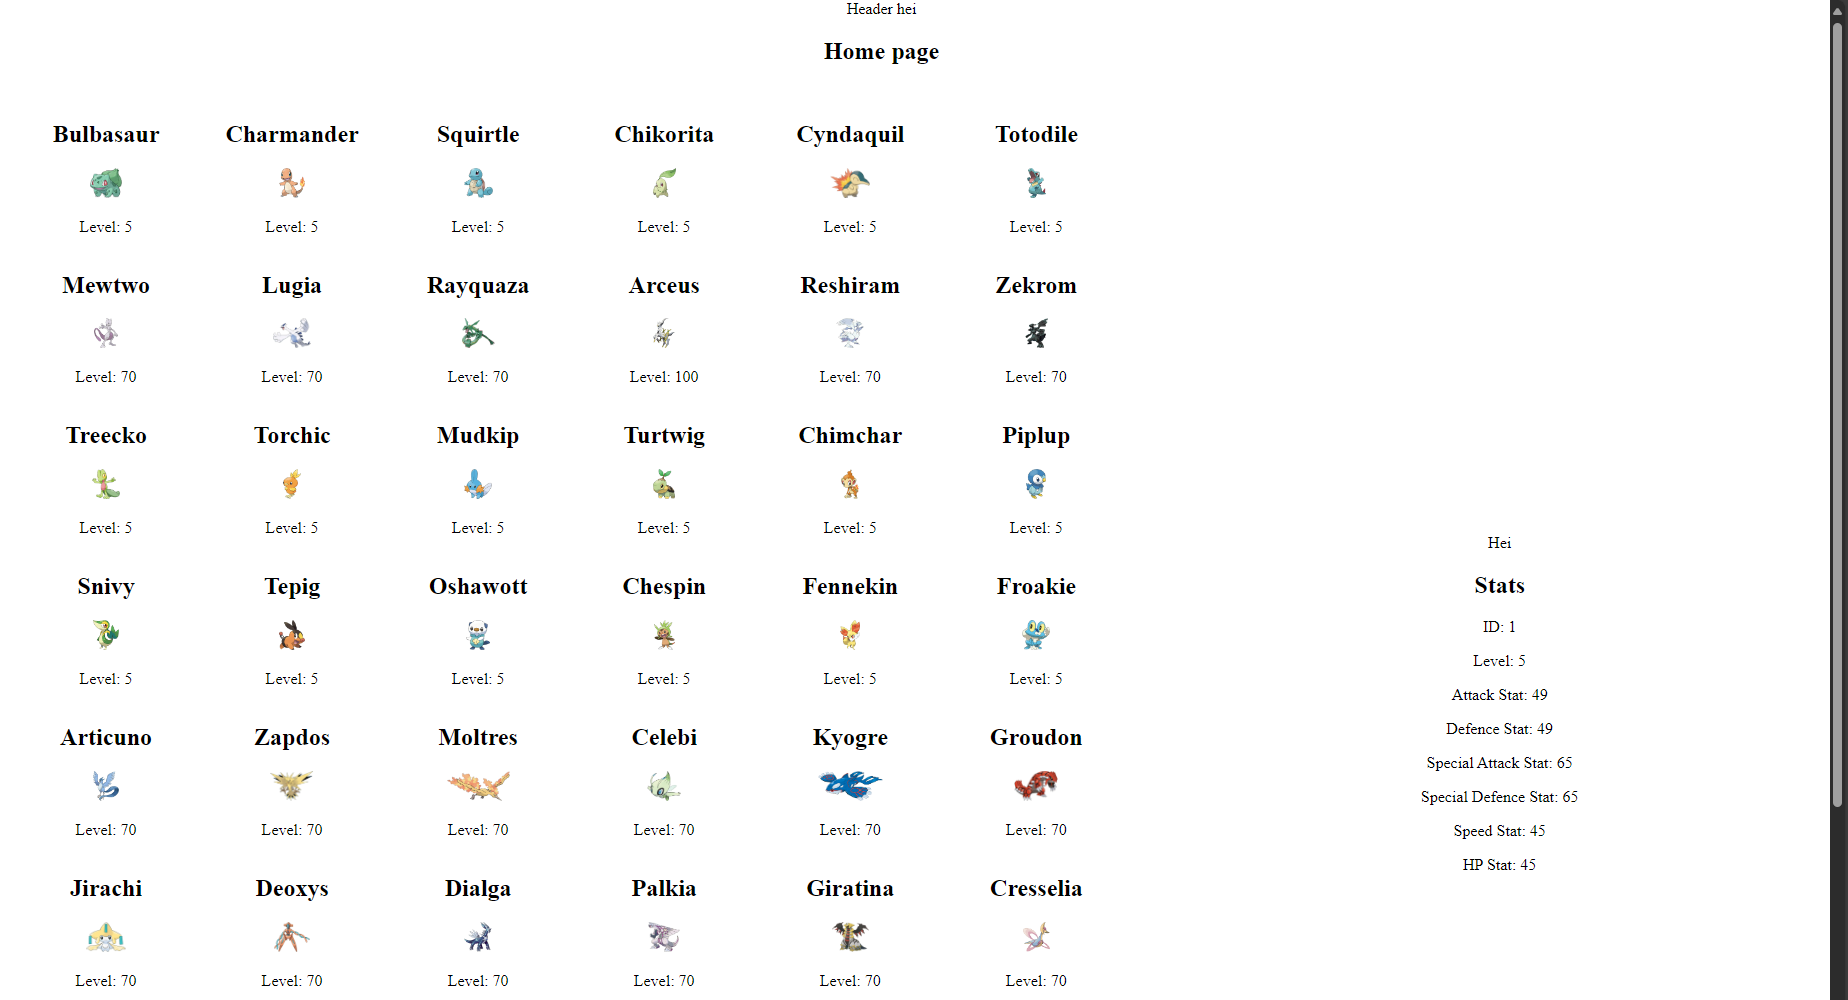 Header hei
Home page
Bulbasaur Charmander Squirtle Chikorita Cyndaquil Totodile
Level: 5 Level: 5 Level: 5 Level: 5 Level: 5 Level: 5
Mewtwo Lugia Rayquaza Arceus Reshiram Zekrom
Level: 70 Level: 70 Level: 70 Level: 100 Level: 70 Level: 70
Treecko Torchic Mudkip Turtwig Chimchar Piplup
Level: 5 Level: 5 Level: 5 Level: 5 Level: 5 Level: 5
Snivy Tepig Oshawott Chespin Fennekin Froakie
Level: 5 Level: 5 Level: 5 Level: 5 Level: 5 Level: 5
Articuno Zapdos Moltres Celebi Kyogre Groudon
Level: 70 Level: 70 Level: 70 Level: 70 Level: 70 Level: 70
Jirachi Deoxys Dialga Palkia Giratina Cresselia
Level: 70 Level: 70 Level: 70 Level: 70 Level: 70 Level: 70
Hei
Stats
ID: 1
Level: 5
Attack Stat: 49
Defence Stat: 49
Special Attack Stat: 65
Special Defence Stat: 65
Speed Stat: 45
HP Stat: 45